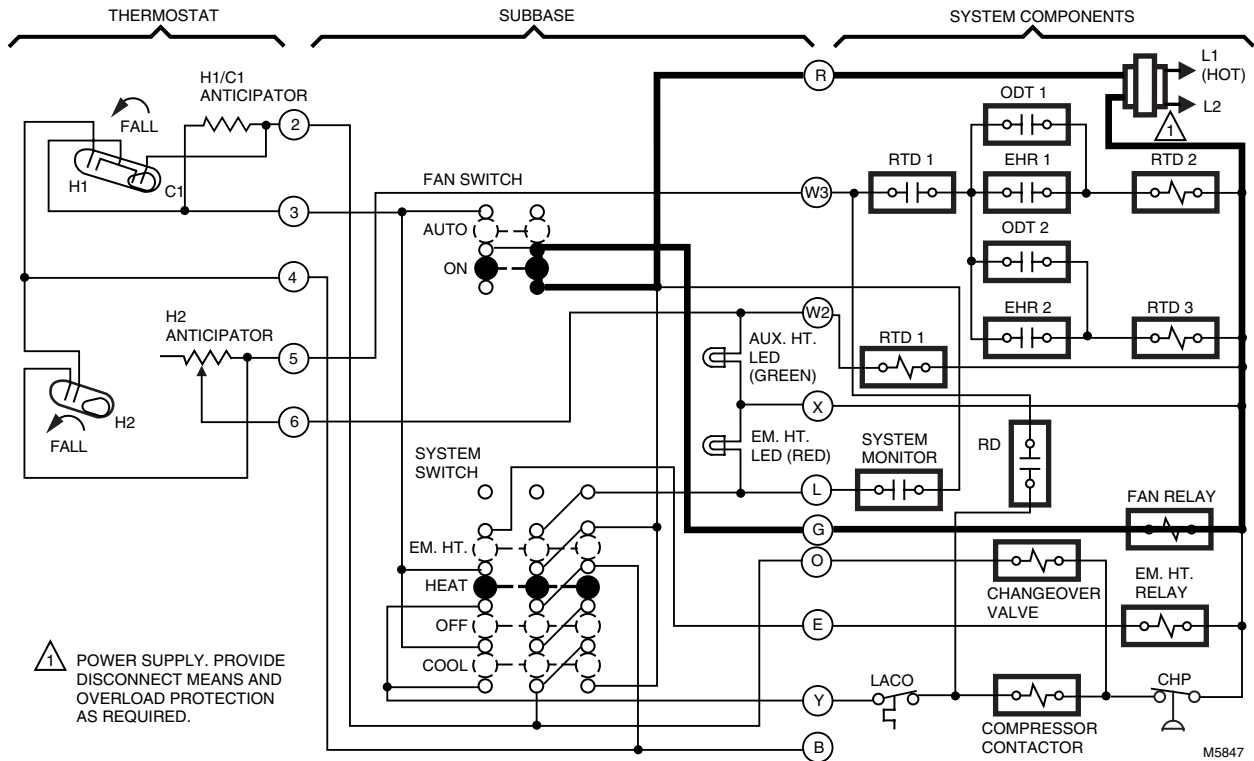 THERMOSTAT
SUBBASE
SYSTEM COMPONENTS
H1/C1
ANTICIPATOR
FALL
H1
C1
2
3
4
H2
ANTICIPATOR
5
6
H2
FALL
FAN SWITCH
AUTO
ON
SYSTEM
SWITCH
EM. HT.
HEAT
OFF
COOL
AUX. HT.
LED
(GREEN)
EM. HT.
LED (RED)
R
W3
W2
X
L
G
O
E
Y
B
L1
(HOT)
L2
1
ODT 1
RTD 1
EHR 1
RTD 2
ODT 2
EHR 2
RTD 3
RTD 1
SYSTEM
MONITOR
RD
FAN RELAY
CHANGEOVER
VALVE
EM. HT.
RELAY
LACO
CHP
COMPRESSOR
CONTACTOR
1 POWER SUPPLY. PROVIDE
DISCONNECT MEANS AND
OVERLOAD PROTECTION
AS REQUIRED.
M5847